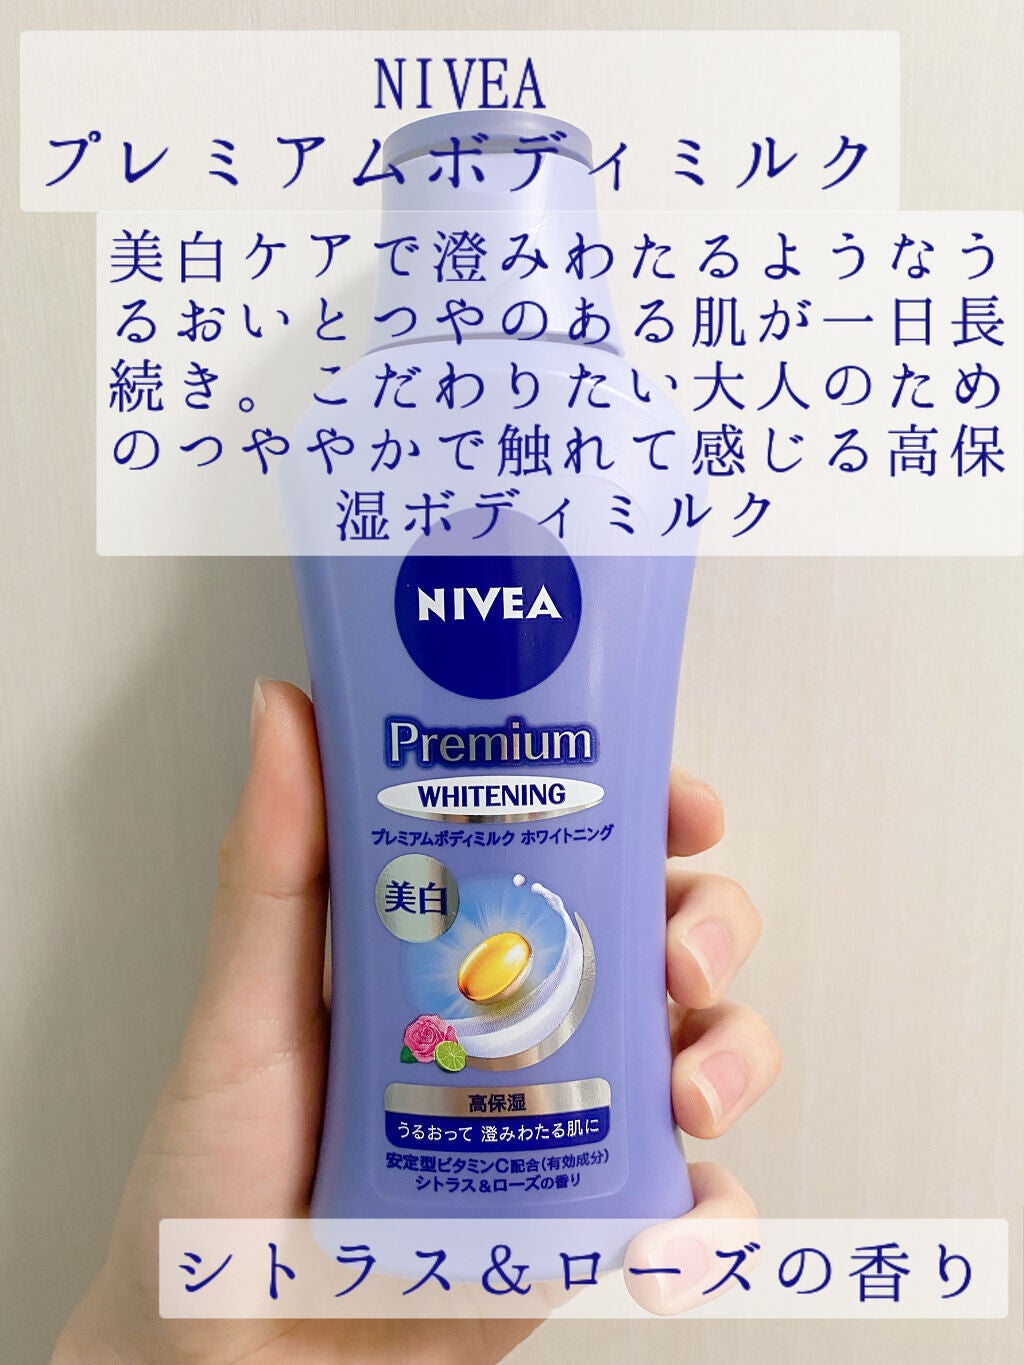 NIVEA
プレミアムボディミルク
美白ケアで澄みわたるようなう
るおいとつやのある肌が一日長
続き。こだわりたい大人のため
のつややかで触れて感じる高保
湿ボディミルク
NIVEA
Premium
WHITENING
プレミアムボディミルク ホワイトニング
美白
高保湿
うるおって 澄みわたる肌に
安定型ビタミンC配合(有効成分)
シトラス&ローズの香り
シトラス&ローズの香り